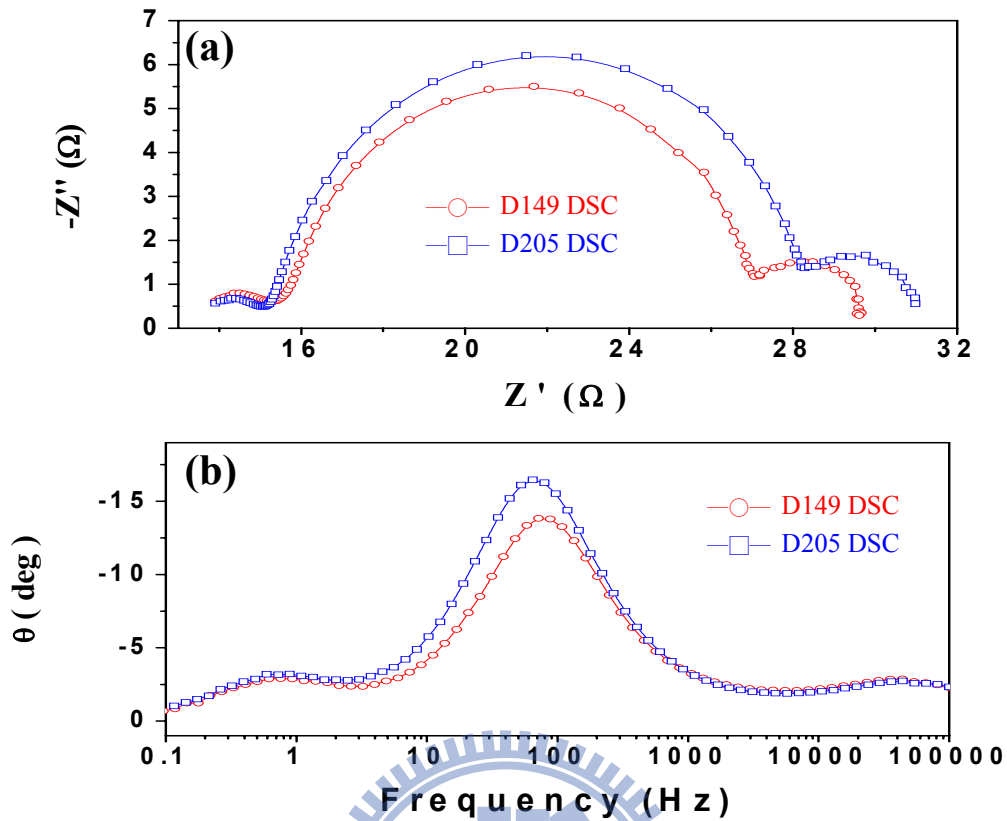 (a)
7
6
5
4
3
2
1
0
-Z'' (Ω)
D149 DSC
D205 DSC
16 20 24 28 32
Z ' (Ω)
(b)
-15
-10
-5
0
θ ( deg)
D149 DSC
D205 DSC
0.1 1 10 100 1000 10000 100000
Frequency (Hz)